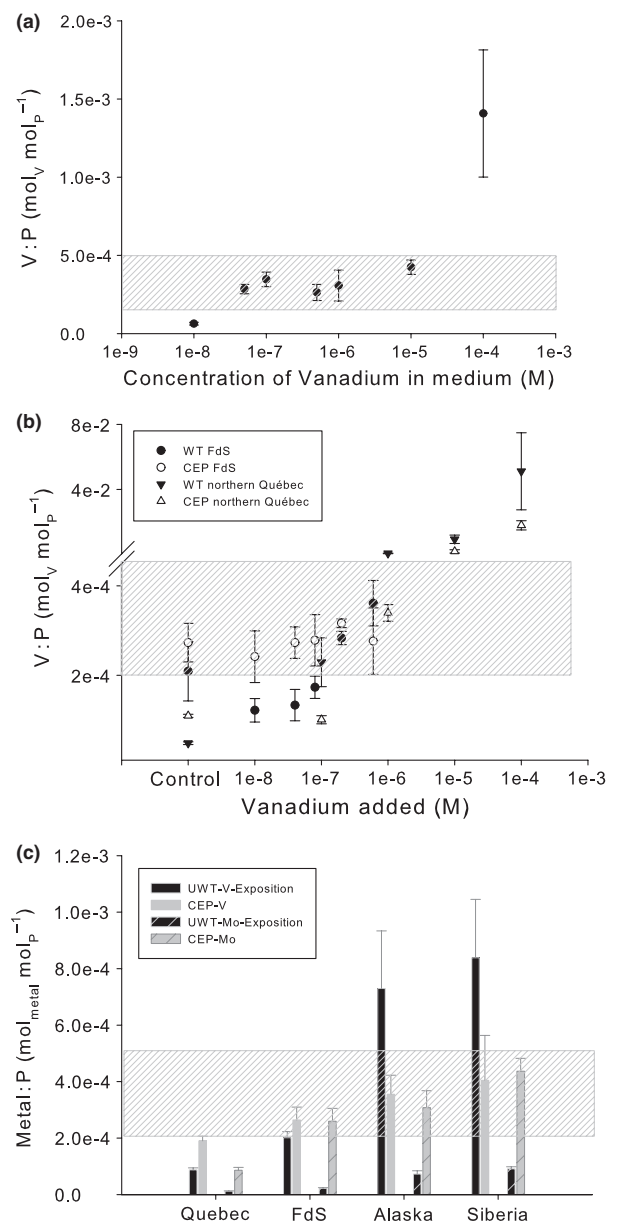 (a)
2.0e-3
1.5e-3
1.0e-3
5.0e-4
0.0
V:P (molV molP−1)
1e-9 1e-8 1e-7 1e-6 1e-5 1e-4 1e-3
Concentration of Vanadium in medium (M)
(b)
8e-2
4e-2
4e-4
2e-4
V:P (molV molP−1)
WT FdS
CEP FdS
WT northern Québec
CEP northern Québec
Control 1e-8 1e-7 1e-6 1e-5 1e-4 1e-3
Vanadium added (M)
(c)
1.2e-3
1.0e-3
8.0e-4
6.0e-4
4.0e-4
2.0e-4
0.0
Metal:P (molmetal molP−1)
UWT-V-Exposition
CEP-V
UWT-Mo-Exposition
CEP-Mo
Quebec FdS Alaska Siberia